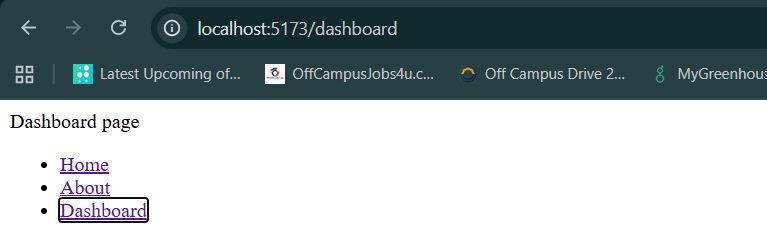 localhost:5173/dashboard
Latest Upcoming of... OffCampusJobs4u.c... Off Campus Drive 2... MyGreenhous
Dashboard page
Home
About
Dashboard